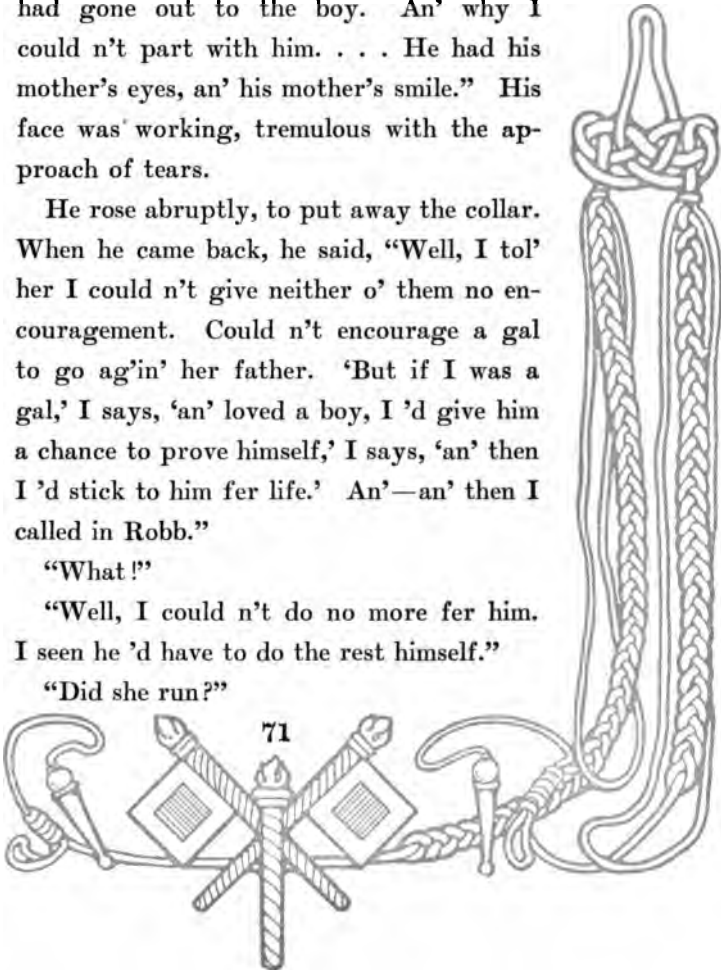 had gone out to the boy. An' why I
could n't part with him. . . . He had his
mother's eyes, an' his mother's smile.” His
face was working, tremulous with the ap-
proach of tears.
He rose abruptly, to put away the collar.
When he came back, he said, “Well, I tol'
her I could n't give neither o' them no en-
couragement. Could n't encourage a gal
to go ag'in' her father. ‘But if I was a
gal,’ I says, ‘an' loved a boy, I 'd give him
a chance to prove himself,’ I says, ‘an' then
I 'd stick to him fer life.’ An'—an' then I
called in Robb.”
“What!”
“Well, I could n't do no more fer him.
I seen he 'd have to do the rest himself.”
“Did she run?”
71